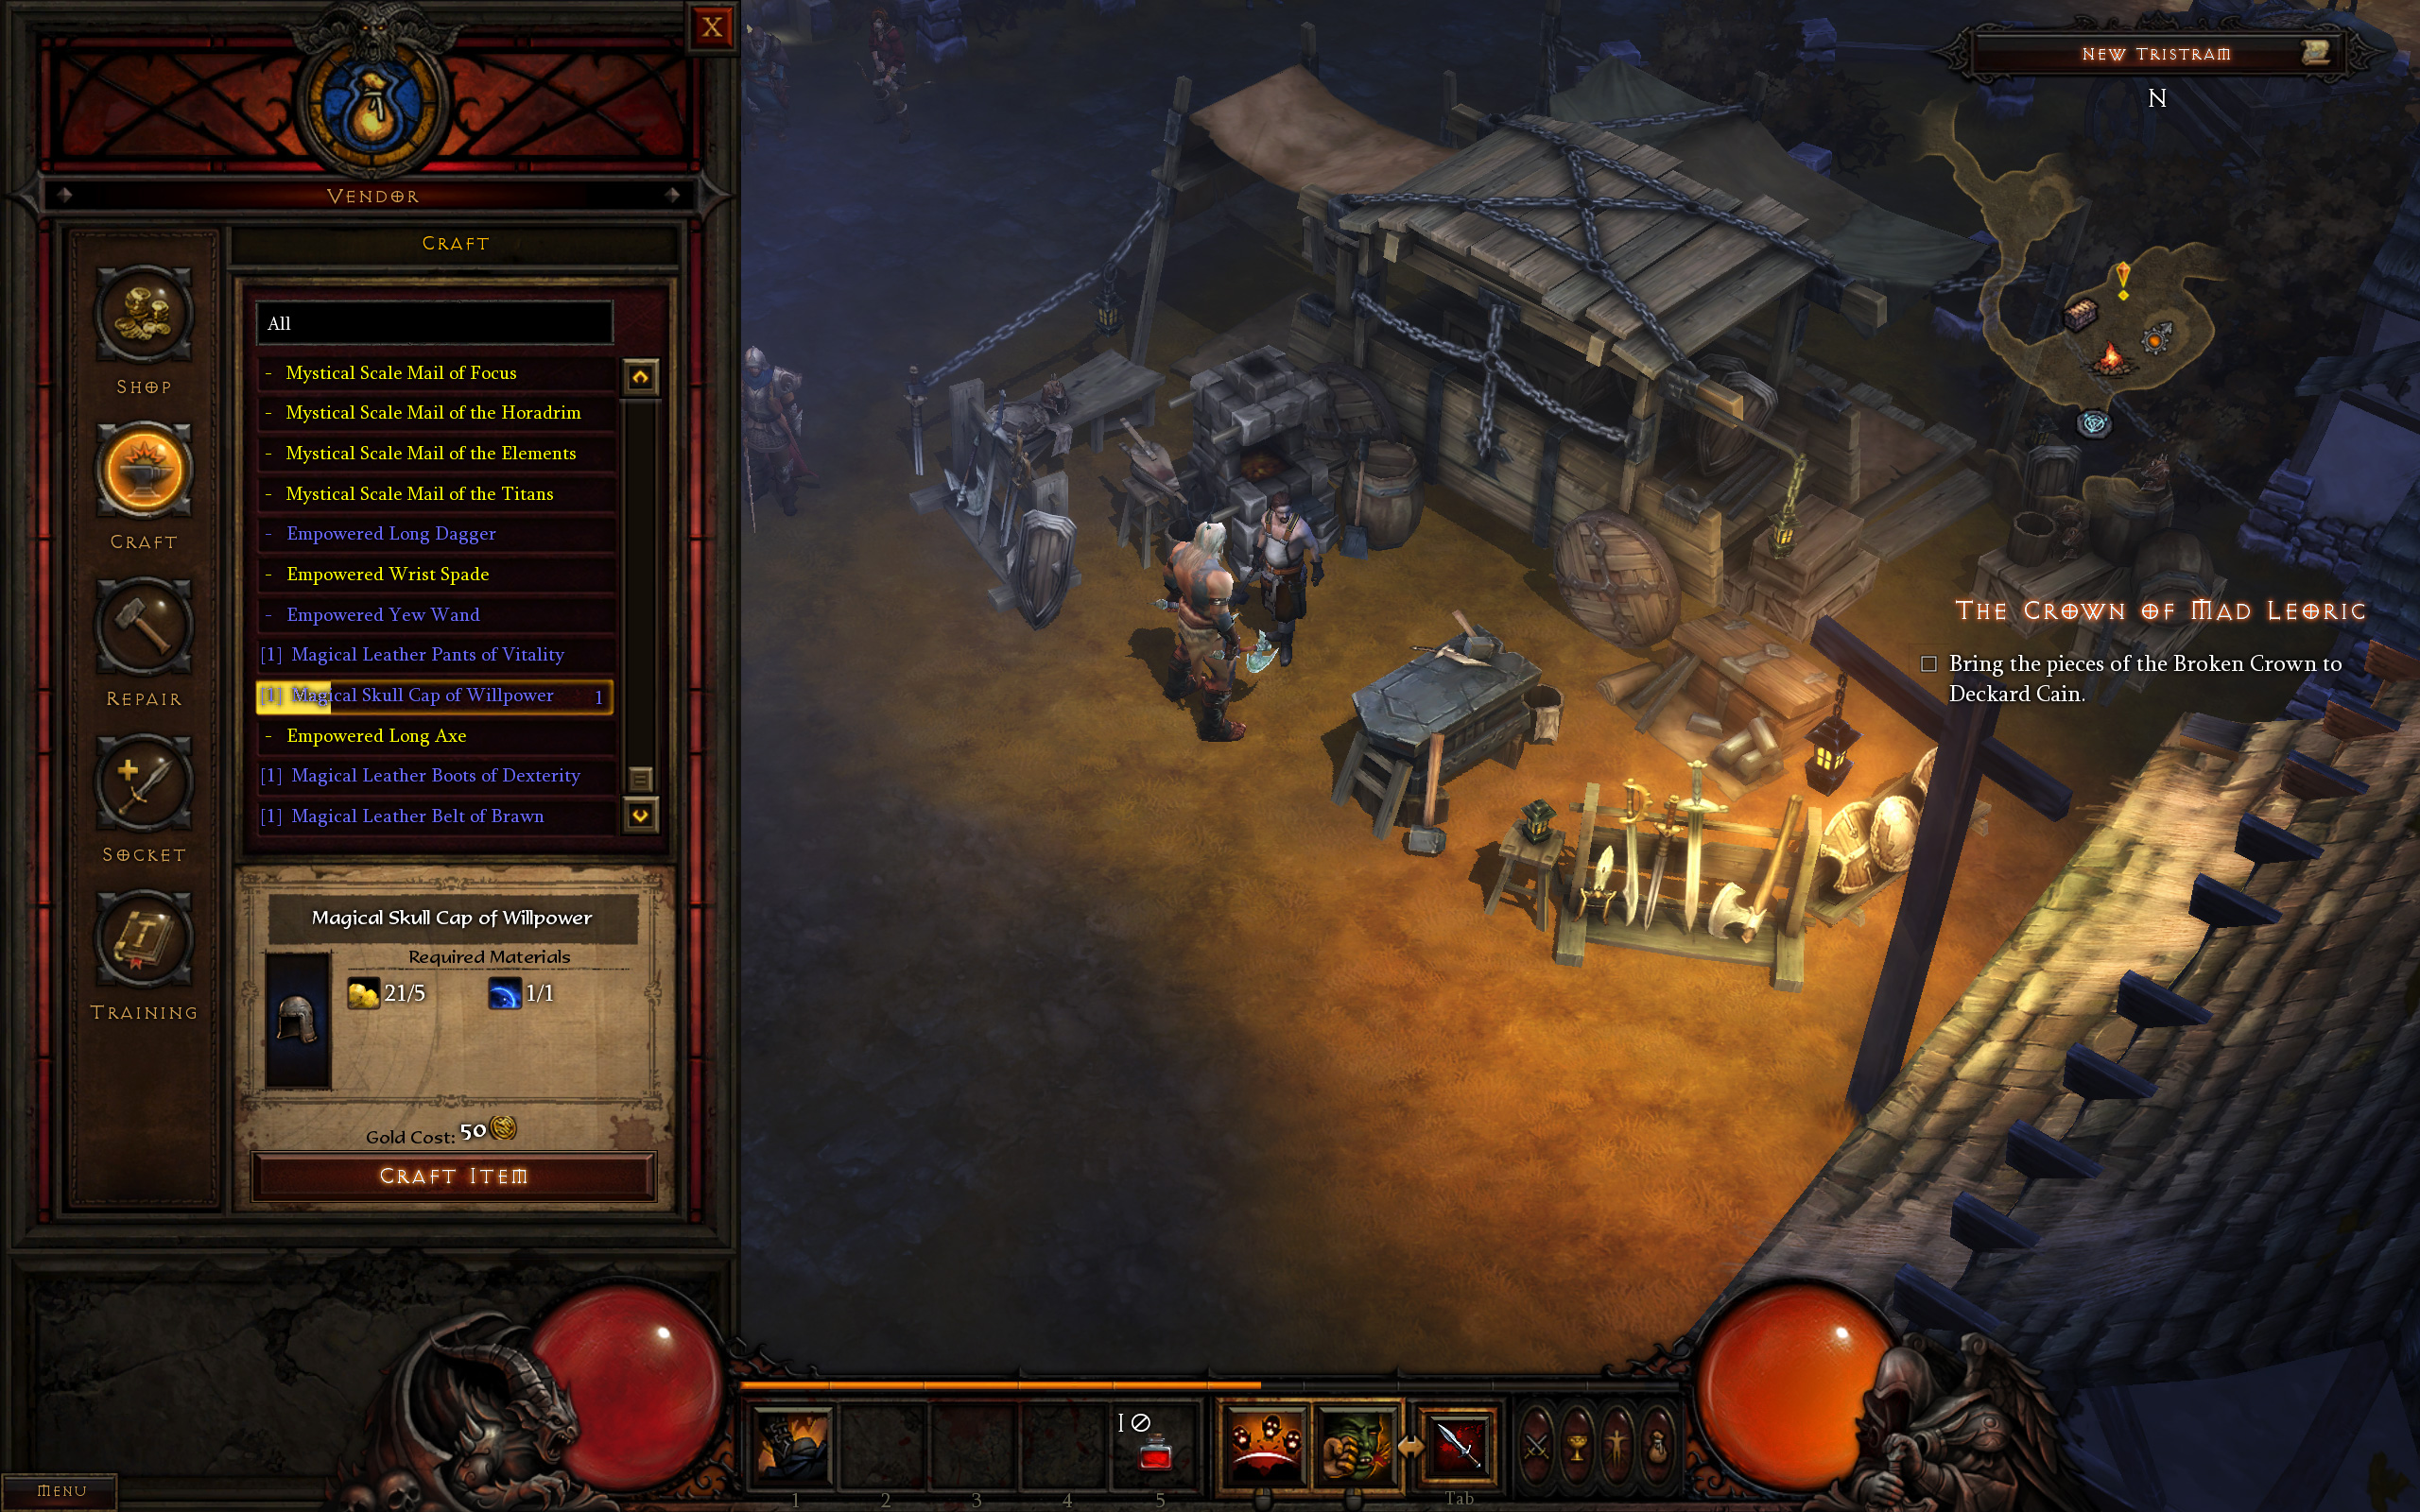 X
VENDOR
CRAFT
SHOP
CRAFT
REPAIR
SOCKET
TRAINING
All
- Mystical Scale Mail of Focus
- Mystical Scale Mail of the Horadrim
- Mystical Scale Mail of the Elements
- Mystical Scale Mail of the Titans
- Empowered Long Dagger
- Empowered Wrist Spade
- Empowered Yew Wand
[1] Magical Leather Pants of Vitality
[1] Magical Skull Cap of Willpower 1
- Empowered Long Axe
[1] Magical Leather Boots of Dexterity
[1] Magical Leather Belt of Brawn
Magical Skull Cap of Willpower
Required Materials
21/5 1/1
Gold Cost: 50
CRAFT ITEM
MENU
NEW TRISTRAM
N
THE CROWN OF MAD LEORIC
Bring the pieces of the Broken Crown to
Deckard Cain.
1 2 3 4 5 Tab